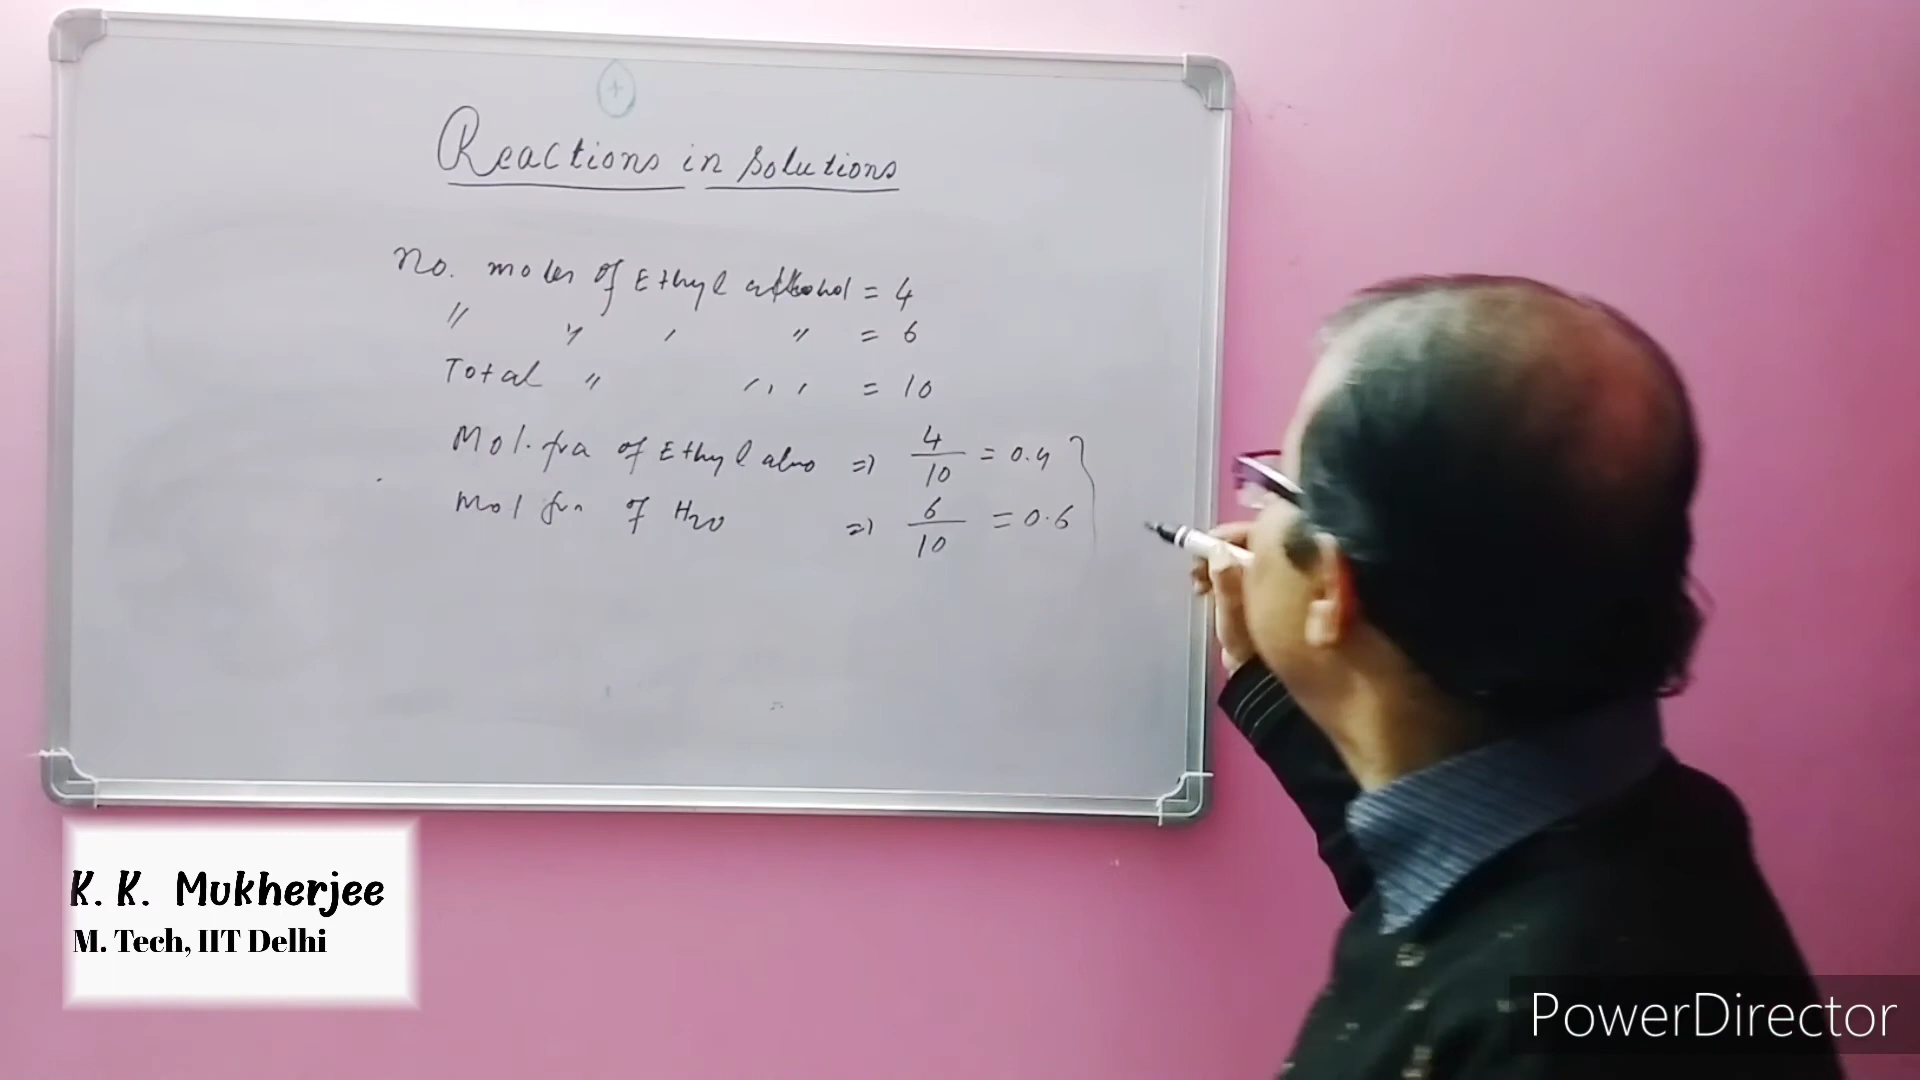 +
Reactions in solutions
No. moles of Ethyl alcohol = 4
" " " " = 6
Total " " , , = 10
Mol. fra of Ethyl alco => 4/10 = 0.4
Mol fra of H2O => 6/10 = 0.6
K. K. Mukherjee
M. Tech, IIT Delhi
PowerDirector